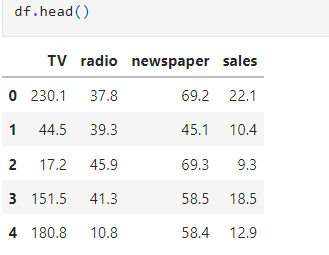 df.head()
TV radio newspaper sales
0 230.1 37.8 69.2 22.1
1 44.5 39.3 45.1 10.4
2 17.2 45.9 69.3 9.3
3 151.5 41.3 58.5 18.5
4 180.8 10.8 58.4 12.9